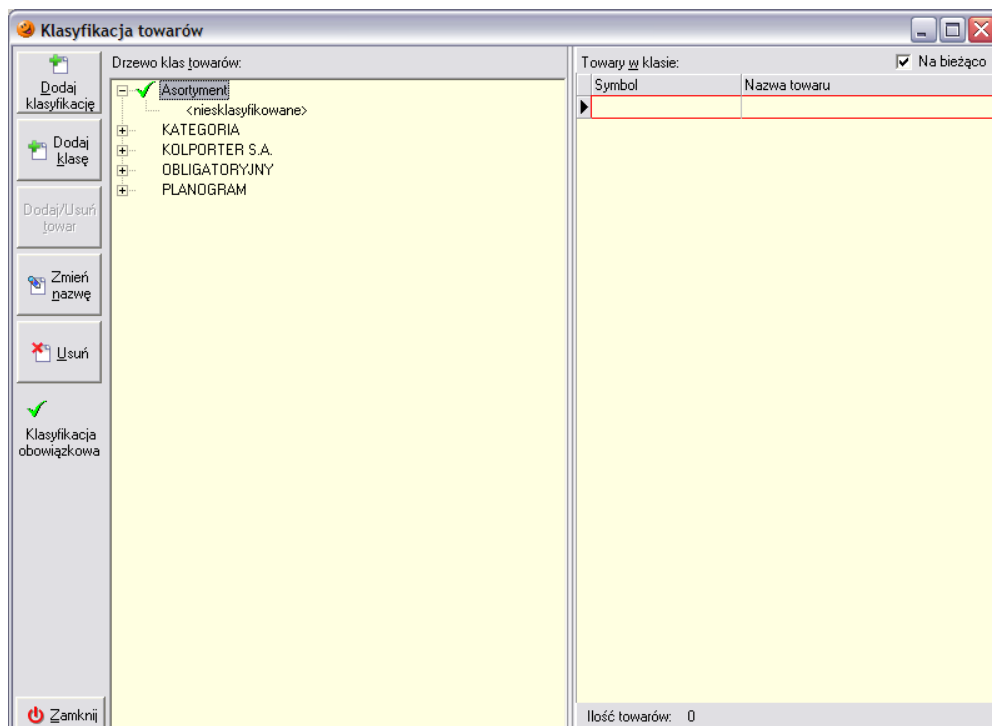 Klasyfikacja towarów
Dodaj
klasyfikację
Dodaj
klasę
Dodaj/Usuń
towar
Zmień
nazwę
Usuń
Klasyfikacja
obowiązkowa
Zamknij
Drzewo klas towarów:
Asortyment
<niesklasyfikowane>
KATEGORIA
KOLPORTER S.A.
OBLIGATORYJNY
PLANOGRAM
Towary w klasie:
Na bieżąco
Symbol Nazwa towaru
Ilość towarów: 0